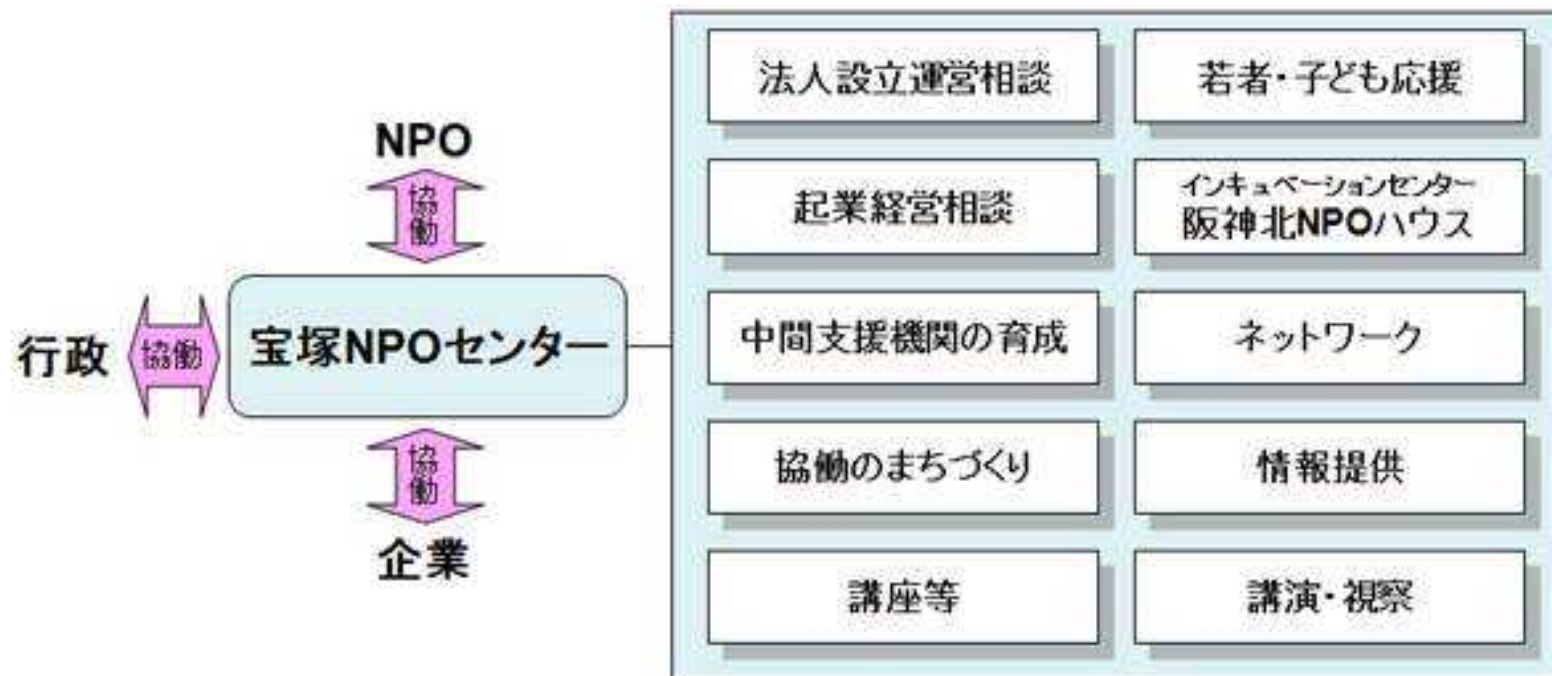 NPO
協働
行政
協働
宝塚NPOセンター
協働
企業
法人設立運営相談
若者・子ども応援
起業経営相談
インキュベーションセンター
阪神北NPOハウス
中間支援機関の育成
ネットワーク
協働のまちづくり
情報提供
講座等
講演・視察